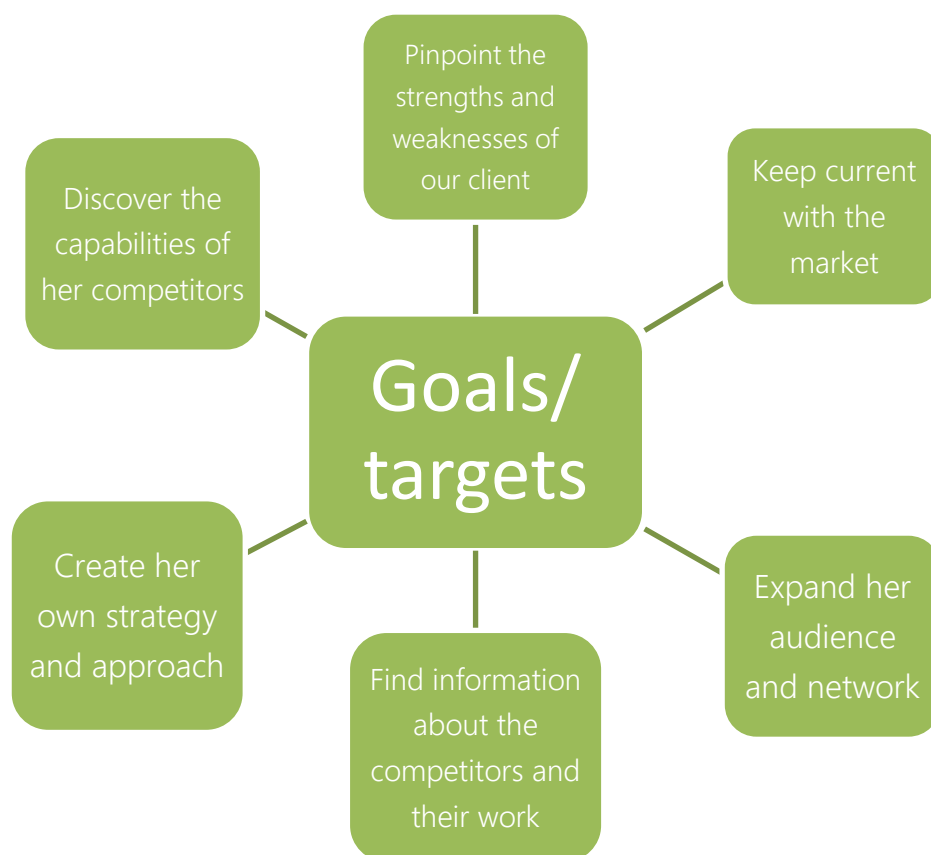 Pinpoint the
strengths and
weaknesses of
our client
Keep current
with the
market
Discover the
capabilities of
her competitors
Goals/
targets
Create her
own strategy
and approach
Expand her
audience
and network
Find information
about the
competitors and
their work